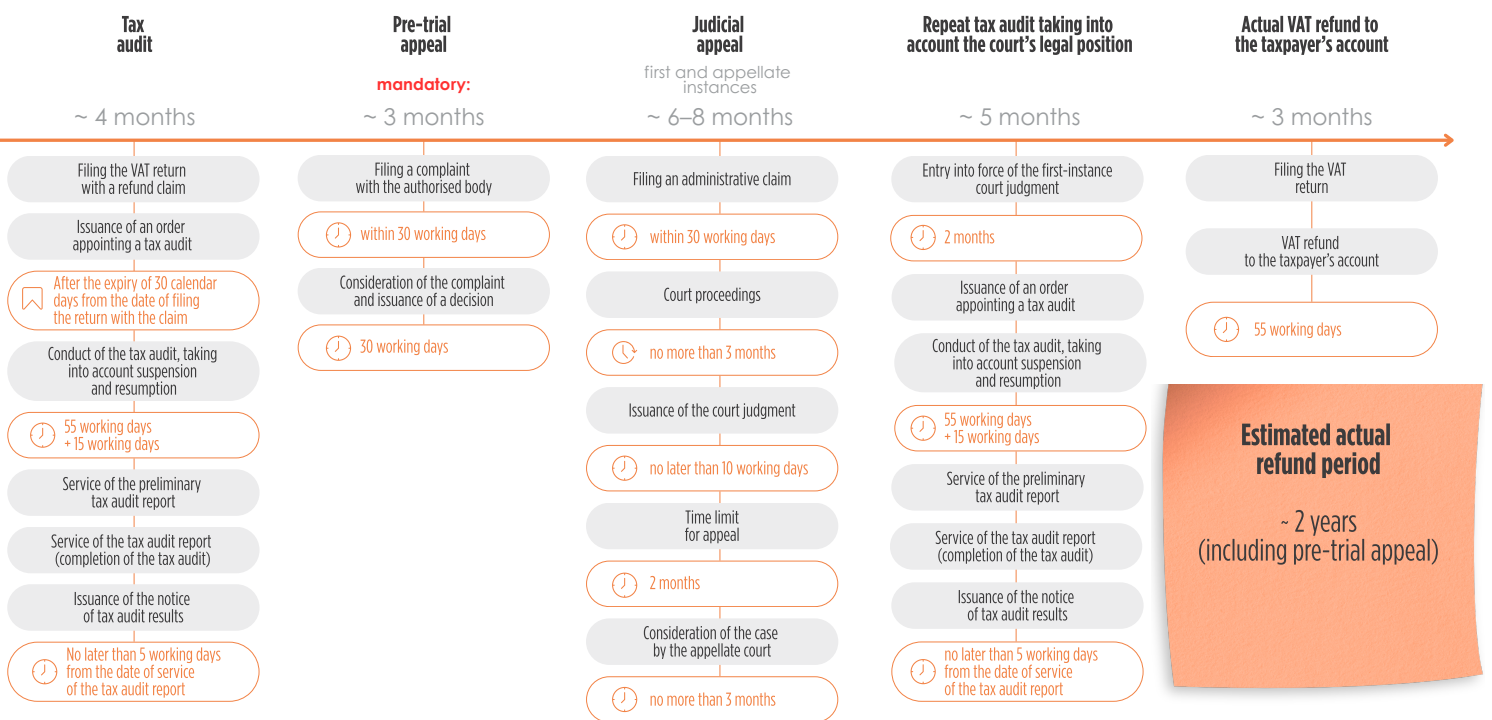 Tax
audit
~ 4 months
Filing the VAT return
with a refund claim
Issuance of an order
appointing a tax audit
After the expiry of 30 calendar
days from the date of filing
the return with the claim
Conduct of the tax audit, taking
into account suspension
and resumption
55 working days
+ 15 working days
Service of the preliminary
tax audit report
Service of the tax audit report
(completion of the tax audit)
Issuance of the notice
of tax audit results
No later than 5 working days
from the date of service
of the tax audit report
Pre-trial
appeal
mandatory:
~ 3 months
Filing a complaint
with the authorised body
within 30 working days
Consideration of the complaint
and issuance of a decision
30 working days
Judicial
appeal
first and appellate
instances
~ 6–8 months
Filing an administrative claim
within 30 working days
Court proceedings
no more than 3 months
Issuance of the court judgment
no later than 10 working days
Time limit
for appeal
2 months
Consideration of the case
by the appellate court
no more than 3 months
Repeat tax audit taking into
account the court's legal position
~ 5 months
Entry into force of the first-instance
court judgment
2 months
Issuance of an order
appointing a tax audit
Conduct of the tax audit, taking
into account suspension
and resumption
55 working days
+ 15 working days
Service of the preliminary
tax audit report
Service of the tax audit report
(completion of the tax audit)
Issuance of the notice
of tax audit results
no later than 5 working days
from the date of service
of the tax audit report
Actual VAT refund to
the taxpayer's account
~ 3 months
Filing the VAT
return
VAT refund
to the taxpayer's account
55 working days
Estimated actual
refund period
~ 2 years
(including pre-trial appeal)